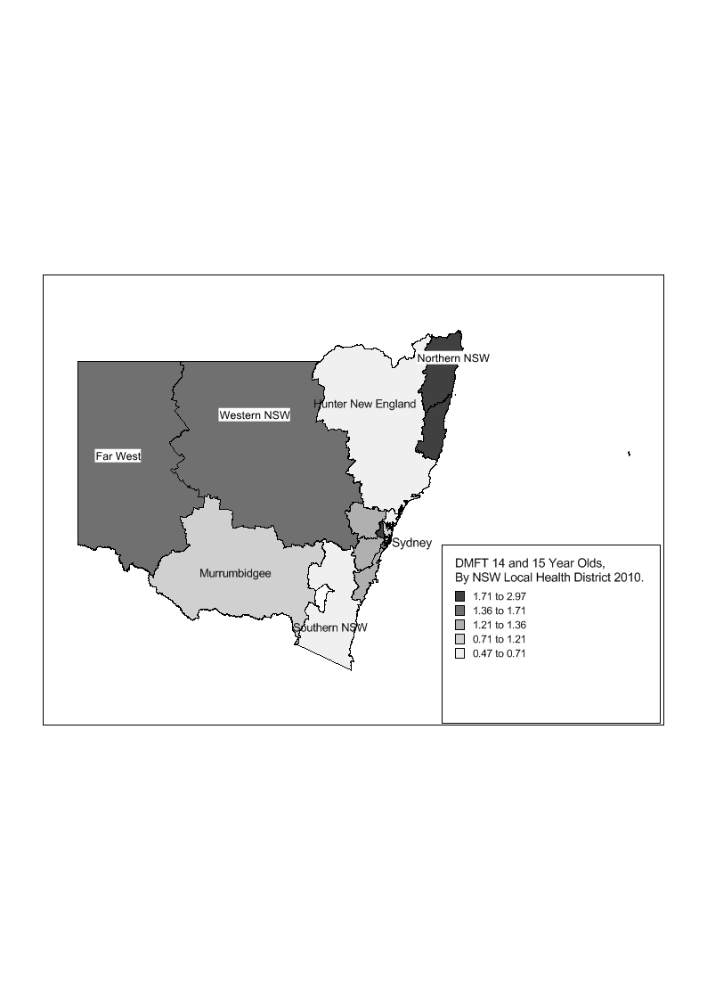 Northern NSW
Hunter New England
Western NSW
Far West
Sydney
Murrumbidgee
Southern NSW
DMFT 14 and 15 Year Olds,
By NSW Local Health District 2010.
1.71 to 2.97
1.36 to 1.71
1.21 to 1.36
0.71 to 1.21
0.47 to 0.71